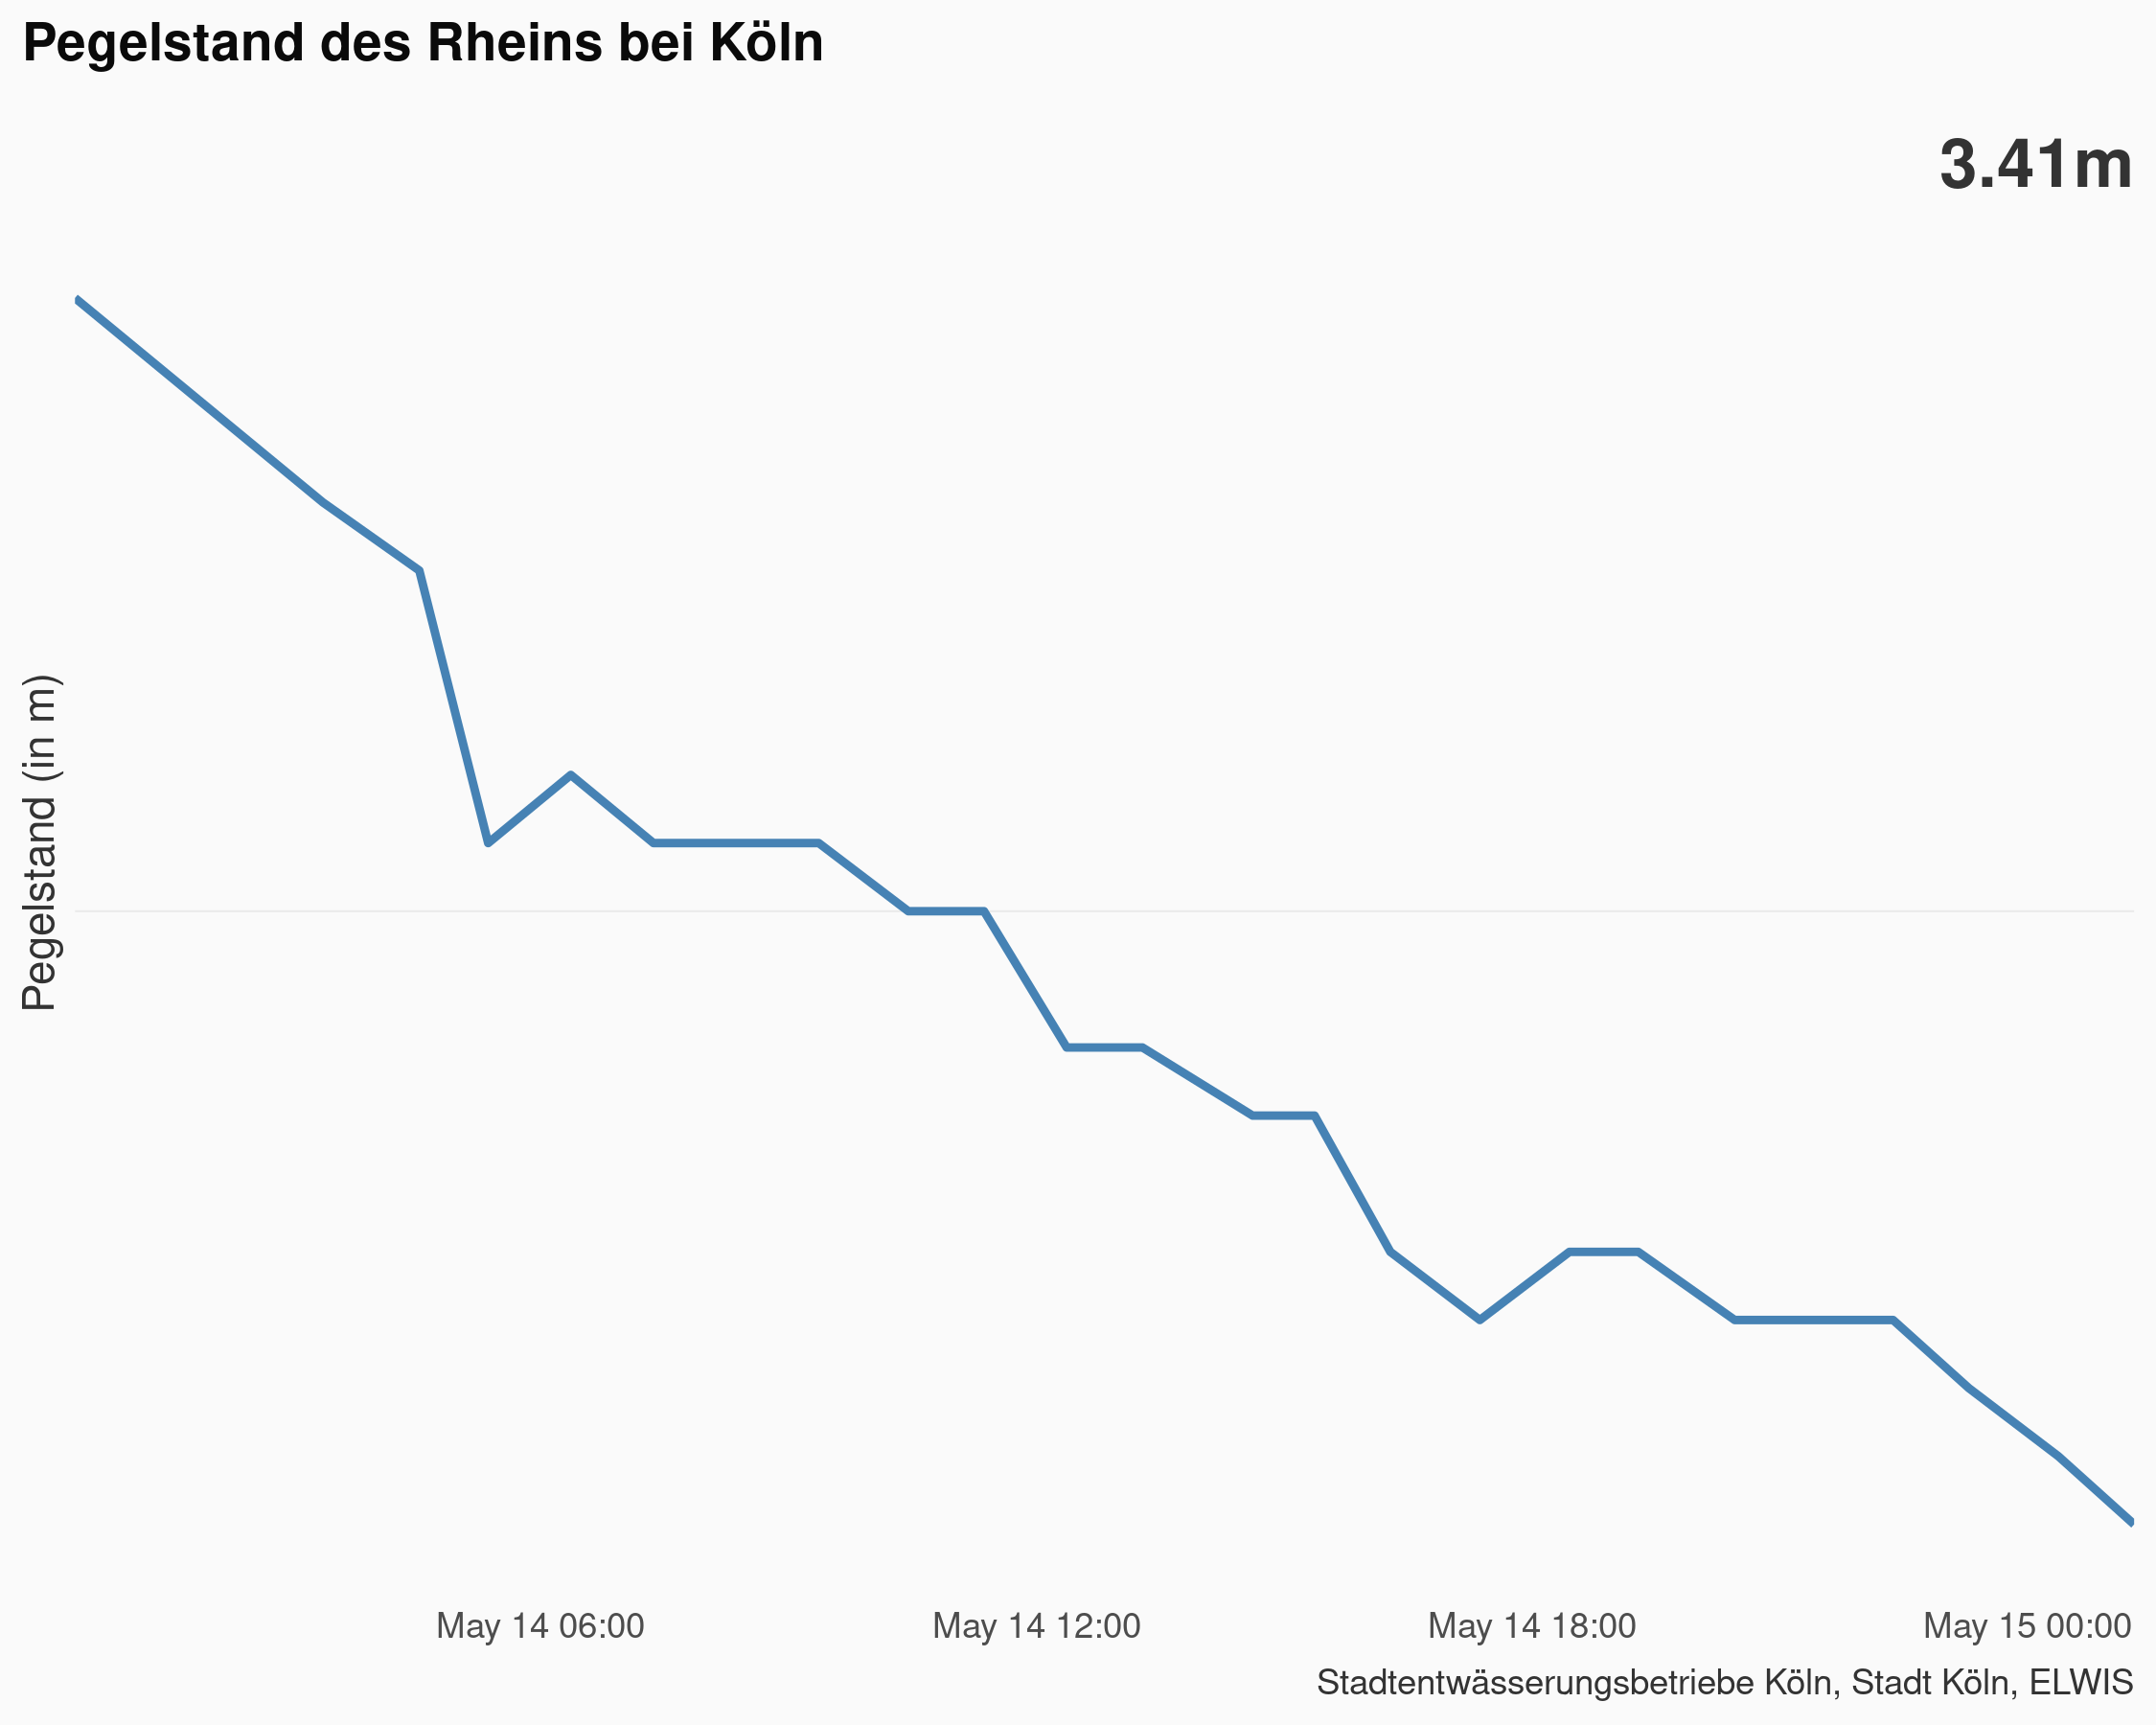 Pegelstand des Rheins bei Köln
3.41m
Pegelstand (in m)
May 14 06:00
May 14 12:00
May 14 18:00
May 15 00:00
Stadtentwässerungsbetriebe Köln, Stadt Köln, ELWIS